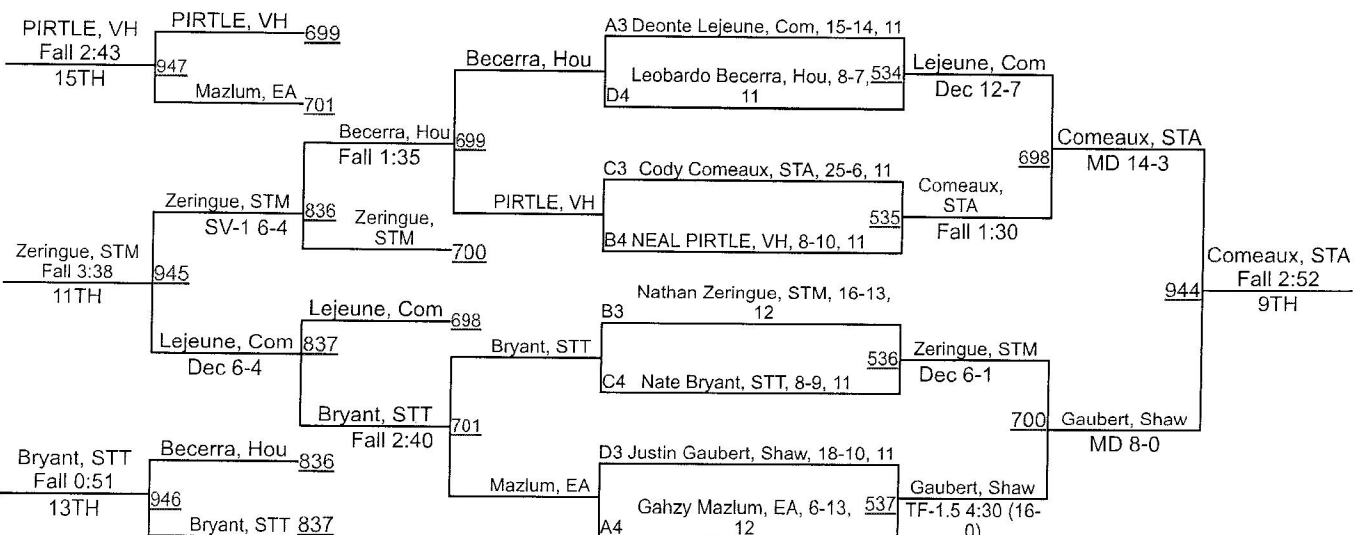 PIRTLE, VH
Fall 2:43
15TH
PIRTLE, VH
699
947
Mazlum, EA
701
Becerra, Hou
Fall 1:35
699
Zeringue, STM
SV-1 6-4
836
Zeringue,
STM
700
Zeringue, STM
Fall 3:38
11TH
945
Lejeune, Com
Dec 6-4
837
Lejeune, Com
698
Bryant, STT
Fall 2:40
701
Bryant, STT
Fall 0:51
13TH
Becerra, Hou
836
946
Bryant, STT
837
Becerra, Hou
PIRTLE, VH
Bryant, STT
Mazlum, EA
A3 Deonte Lejeune, Com, 15-14, 11
Leobardo Becerra, Hou, 8-7,
11
D4
534
Lejeune, Com
Dec 12-7
C3 Cody Comeaux, STA, 25-6, 11
B4 NEAL PIRTLE, VH, 8-10, 11
535
Comeaux,
STA
Fall 1:30
698
Comeaux, STA
MD 14-3
Nathan Zeringue, STM, 16-13,
12
B3
C4 Nate Bryant, STT, 8-9, 11
536
Zeringue, STM
Dec 6-1
D3 Justin Gaubert, Shaw, 18-10, 11
Gahzy Mazlum, EA, 6-13,
12
A4
537
Gaubert, Shaw
TF-1.5 4:30 (16-
0)
700
Gaubert, Shaw
MD 8-0
944
Comeaux, STA
Fall 2:52
9TH